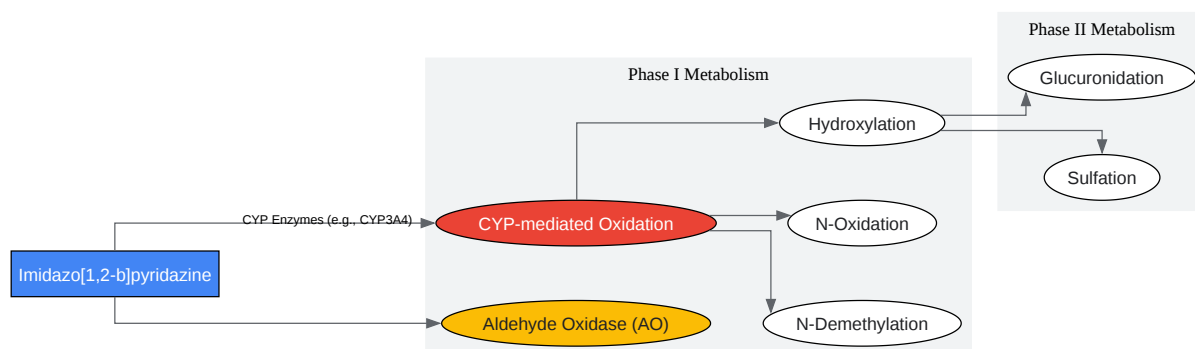 Phase II Metabolism
Glucuronidation
Phase I Metabolism
Hydroxylation
Sulfation
CYP Enzymes (e.g., CYP3A4)
CYP-mediated Oxidation
N-Oxidation
Imidazo[1,2-b]pyridazine
Aldehyde Oxidase (AO)
N-Demethylation